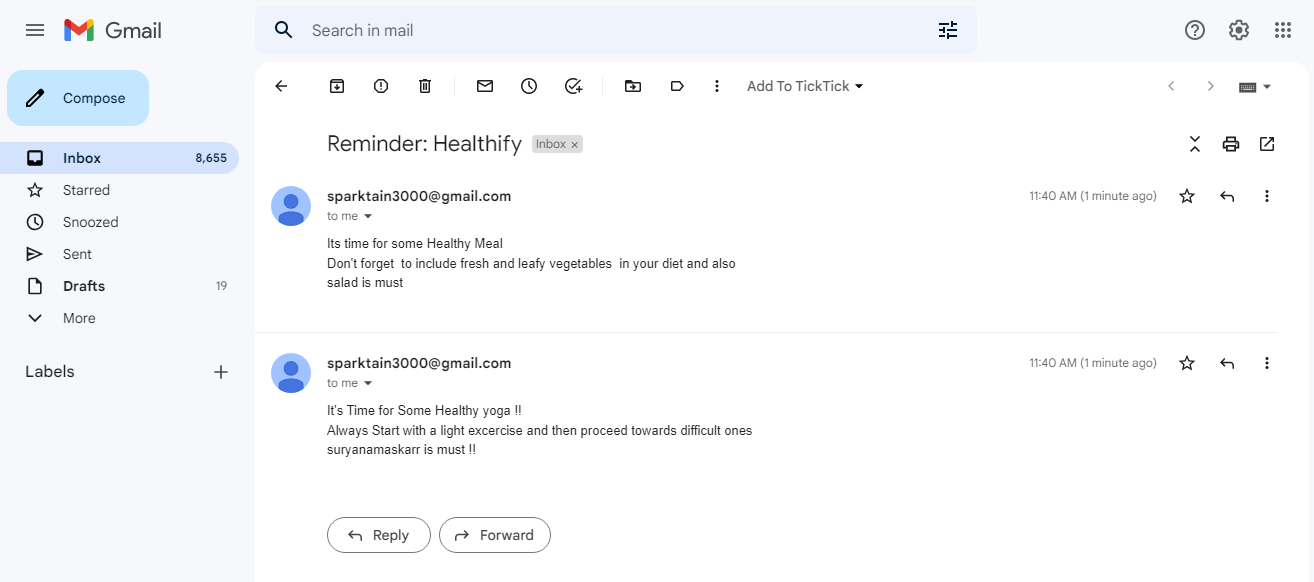 Gmail
Search in mail
Compose
Add To TickTick
Inbox 8,655
Starred
Snoozed
Sent
Drafts 19
More
Labels
Reminder: Healthify Inbox ×
sparktain3000@gmail.com 11:40 AM (1 minute ago)
to me
Its time for some Healthy Meal
Don't forget  to include fresh and leafy vegetables  in your diet and also
salad is must
sparktain3000@gmail.com 11:40 AM (1 minute ago)
to me
It's Time for Some Healthy yoga !!
Always Start with a light excercise and then proceed towards difficult ones
suryanamaskarr is must !!
Reply
Forward